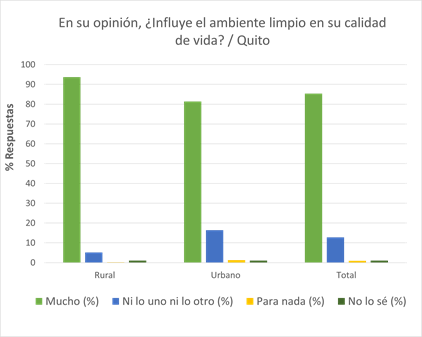 En su opinión, ¿Influye el ambiente limpio en su calidad
de vida? / Quito
% Respuestas
100
90
80
70
60
50
40
30
20
10
0
Rural Urbano Total
Mucho (%) Ni lo uno ni lo otro (%) Para nada (%) No lo sé (%)